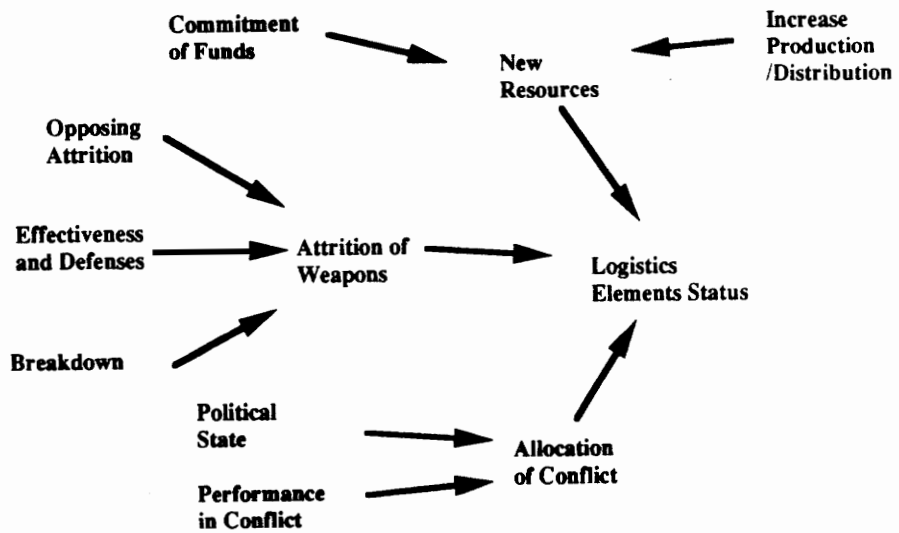 Commitment
of Funds
Increase
Production
/Distribution
New
Resources
Opposing
Attrition
Effectiveness
and Defenses
Attrition of
Weapons
Logistics
Elements Status
Breakdown
Political
State
Allocation
of Conflict
Performance
in Conflict